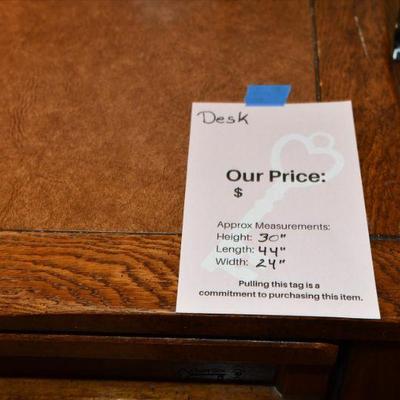 Desk
Our Price:
$
Approx Measurements:
Height: 30"
Length: 44"
Width: 24"
Pulling this tag is a
commitment to purchasing this item.